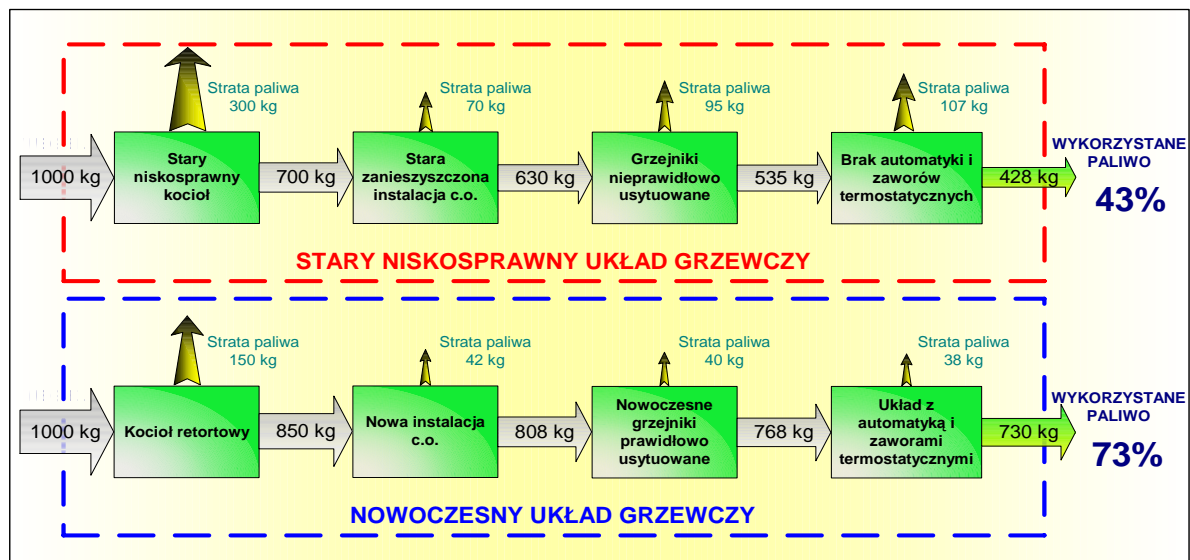 Strata paliwa
300 kg
Strata paliwa
70 kg
Strata paliwa
95 kg
Strata paliwa
107 kg
1000 kg
Stary
niskosprawny
kocioł
700 kg
Stara
zanieszyszczona
instalacja c.o.
630 kg
Grzejniki
nieprawidłowo
usytuowane
535 kg
Brak automatyki i
zaworów
termostatycznych
428 kg
WYKORZYSTANE
PALIWO
43%
STARY NISKOSPRAWNY UKŁAD GRZEWCZY
Strata paliwa
150 kg
Strata paliwa
42 kg
Strata paliwa
40 kg
Strata paliwa
38 kg
1000 kg
Kocioł retortowy
850 kg
Nowa instalacja
c.o.
808 kg
Nowoczesne
grzejniki
prawidłowo
usytuowane
768 kg
Układ z
automatyką i
zaworami
termostatycznymi
730 kg
WYKORZYSTANE
PALIWO
73%
NOWOCZESNY UKŁAD GRZEWCZY